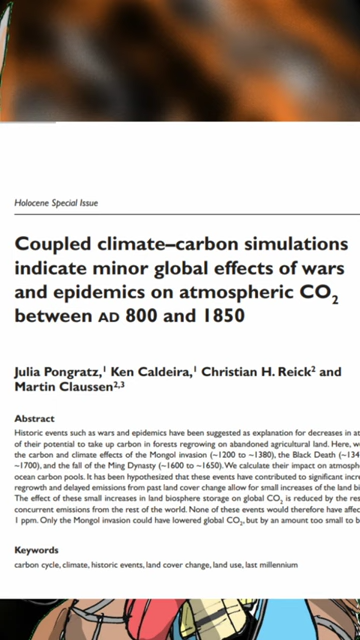 Holocene Special Issue
Coupled climate–carbon simulations
indicate minor global effects of wars
and epidemics on atmospheric CO₂
between AD 800 and 1850
Julia Pongratz,¹ Ken Caldeira,¹ Christian H. Reick² and
Martin Claussen²,³
Abstract
Historic events such as wars and epidemics have been suggested as explanation for decreases in at
of their potential to take up carbon in forests regrowing on abandoned agricultural land. Here, we
the carbon and climate effects of the Mongol invasion (~1200 to ~1380), the Black Death (~134
~1700), and the fall of the Ming Dynasty (~1600 to ~1650). We calculate their impact on atmosph
ocean carbon pools. It has been hypothesized that these events have contributed to significant incre
regrowth and delayed emissions from past land cover change allow for small increases of the land bi
The effect of these small increases in land biosphere storage on global CO₂ is reduced by the res
concurrent emissions from the rest of the world. None of these events would therefore have affec
1 ppm. Only the Mongol invasion could have lowered global CO₂, but by an amount too small to b
Keywords
carbon cycle, climate, historic events, land cover change, land use, last millennium